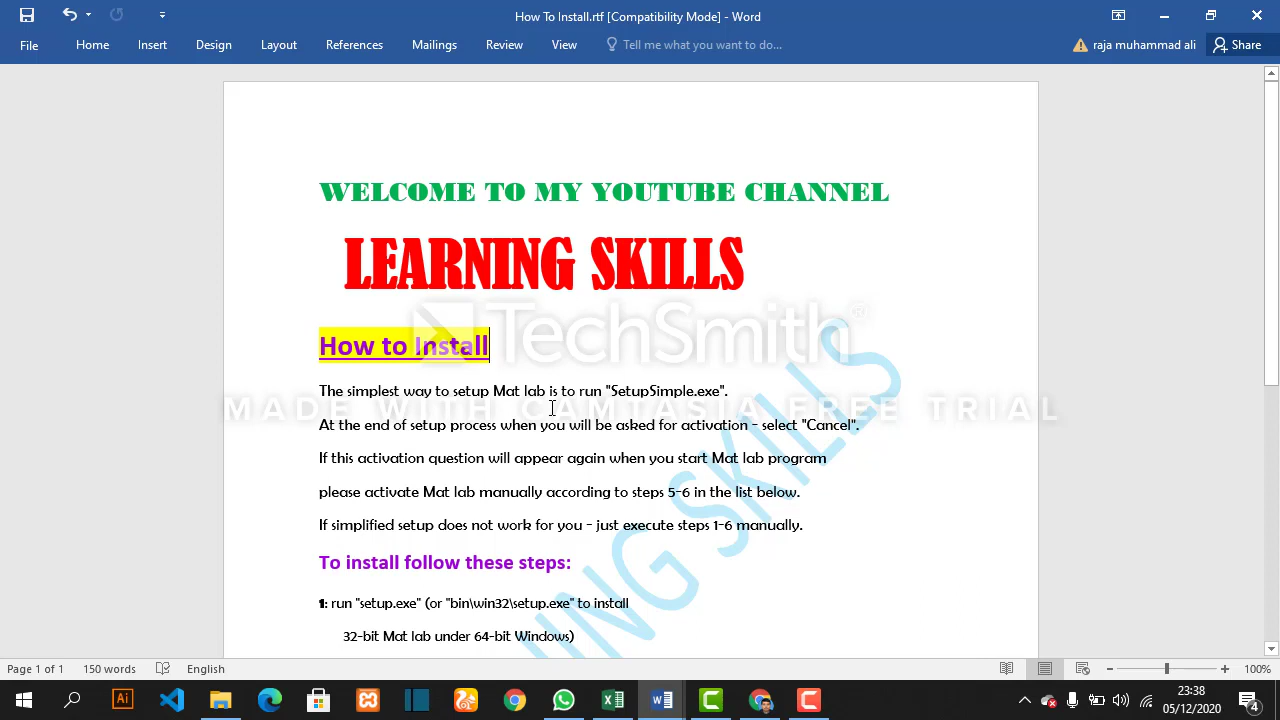 How To Install.rtf [Compatibility Mode] - Word
File Home Insert Design Layout References Mailings Review View Tell me what you want to do... raja muhammad ali Share
WELCOME TO MY YOUTUBE CHANNEL
LEARNING SKILLS
How to Install
TechSmith®
The simplest way to setup Mat lab is to run "SetupSimple.exe".
MADE WITH CAMTASIA FREE TRIAL
At the end of setup process when you will be asked for activation - select "Cancel".
If this activation question will appear again when you start Mat lab program
please activate Mat lab manually according to steps 5-6 in the list below.
If simplified setup does not work for you - just execute steps 1-6 manually.
To install follow these steps:
1: run "setup.exe" (or "bin\win32\setup.exe" to install
32-bit Mat lab under 64-bit Windows)
NG SKILLS
Page 1 of 1 150 words English 100%
Ai
23:38
05/12/2020
4